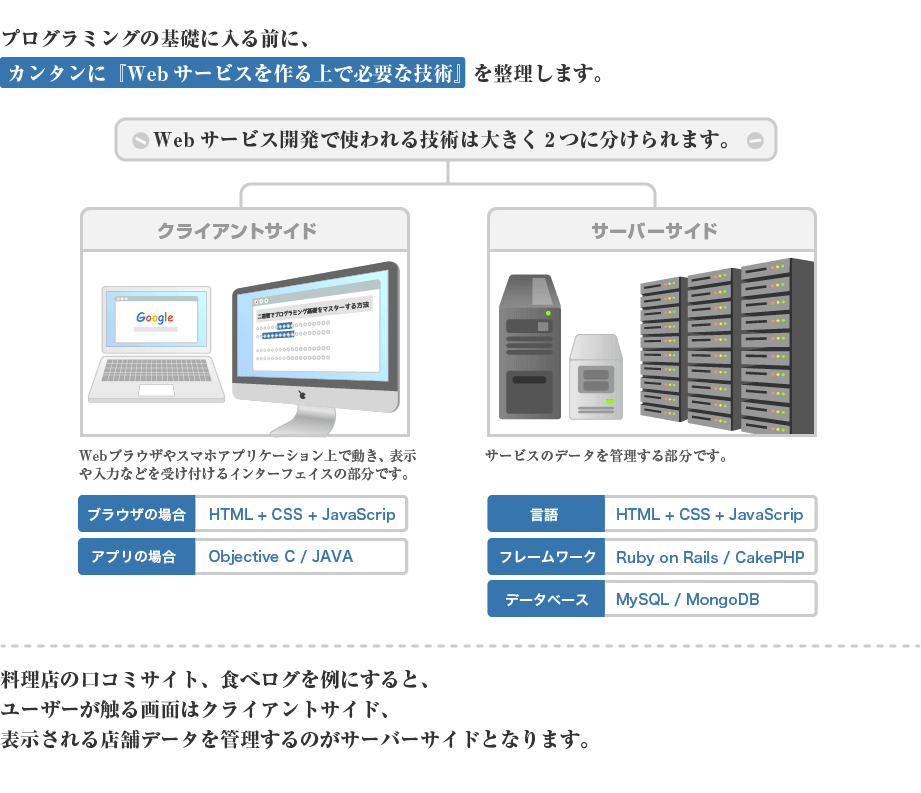 プログラミングの基礎に入る前に、
カンタンに『Webサービスを作る上で必要な技術』を整理します。
Webサービス開発で使われる技術は大きく2つに分けられます。
クライアントサイド
サーバーサイド
Google
二週間でプログラミング基礎をマスターする方法
Webブラウザやスマホアプリケーション上で動き、表示
や入力などを受け付けるインターフェイスの部分です。
サービスのデータを管理する部分です。
ブラウザの場合 HTML + CSS + JavaScrip
アプリの場合 Objective C / JAVA
言語 HTML + CSS + JavaScrip
フレームワーク Ruby on Rails / CakePHP
データベース MySQL / MongoDB
料理店の口コミサイト、食べログを例にすると、
ユーザーが触る画面はクライアントサイド、
表示される店舗データを管理するのがサーバーサイドとなります。